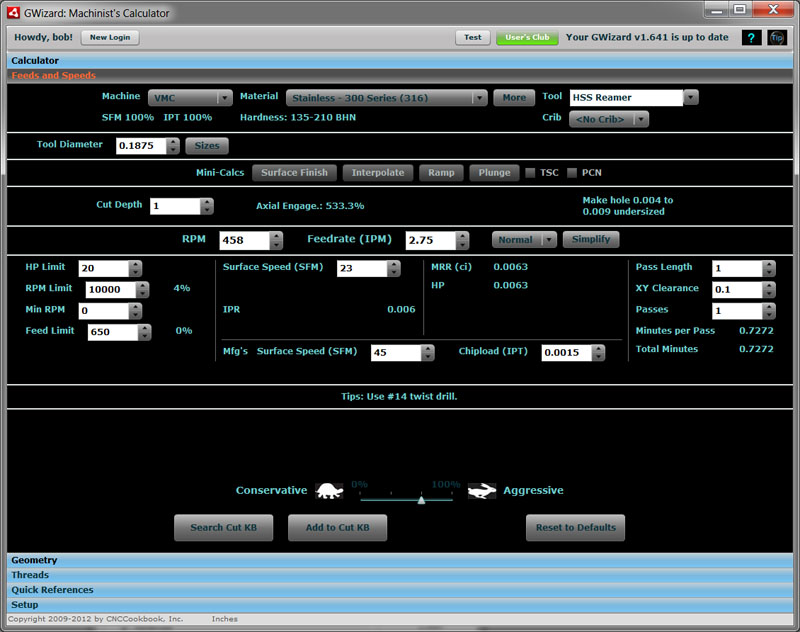 GWizard: Machinist's Calculator
Howdy, bob! New Login Test User's Club Your GWizard v1.641 is up to date ? Tip
Calculator
Feeds and Speeds
Machine VMC Material Stainless - 300 Series (316) More Tool HSS Reamer
SFM 100% IPT 100% Hardness: 135-210 BHN Crib <No Crib>
Tool Diameter 0.1875 Sizes
Mini-Calcs Surface Finish Interpolate Ramp Plunge TSC PCN
Cut Depth 1 Axial Engage.: 533.3% Make hole 0.004 to
0.009 undersized
RPM 458 Feedrate (IPM) 2.75 Normal Simplify
HP Limit 20 Surface Speed (SFM) 23 MRR (ci) 0.0063 Pass Length 1
RPM Limit 10000 4% HP 0.0063 XY Clearance 0.1
Min RPM 0 IPR 0.006 Passes 1
Feed Limit 650 0% Minutes per Pass 0.7272
Mfg's Surface Speed (SFM) 45 Chipload (IPT) 0.0015 Total Minutes 0.7272
Tips: Use #14 twist drill.
0% 100%
Conservative Aggressive
Search Cut KB Add to Cut KB Reset to Defaults
Geometry
Threads
Quick References
Setup
Copyright 2009-2012 by CNCCookbook, Inc. Inches